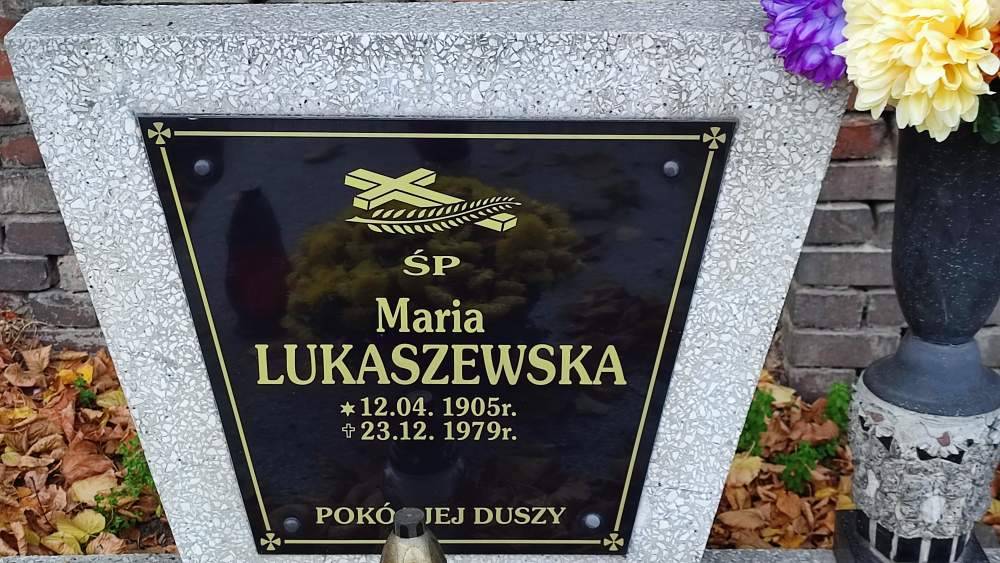 ŚP
Maria
LUKASZEWSKA
12.04. 1905r.
23.12. 1979r.
JEJ DUSZY